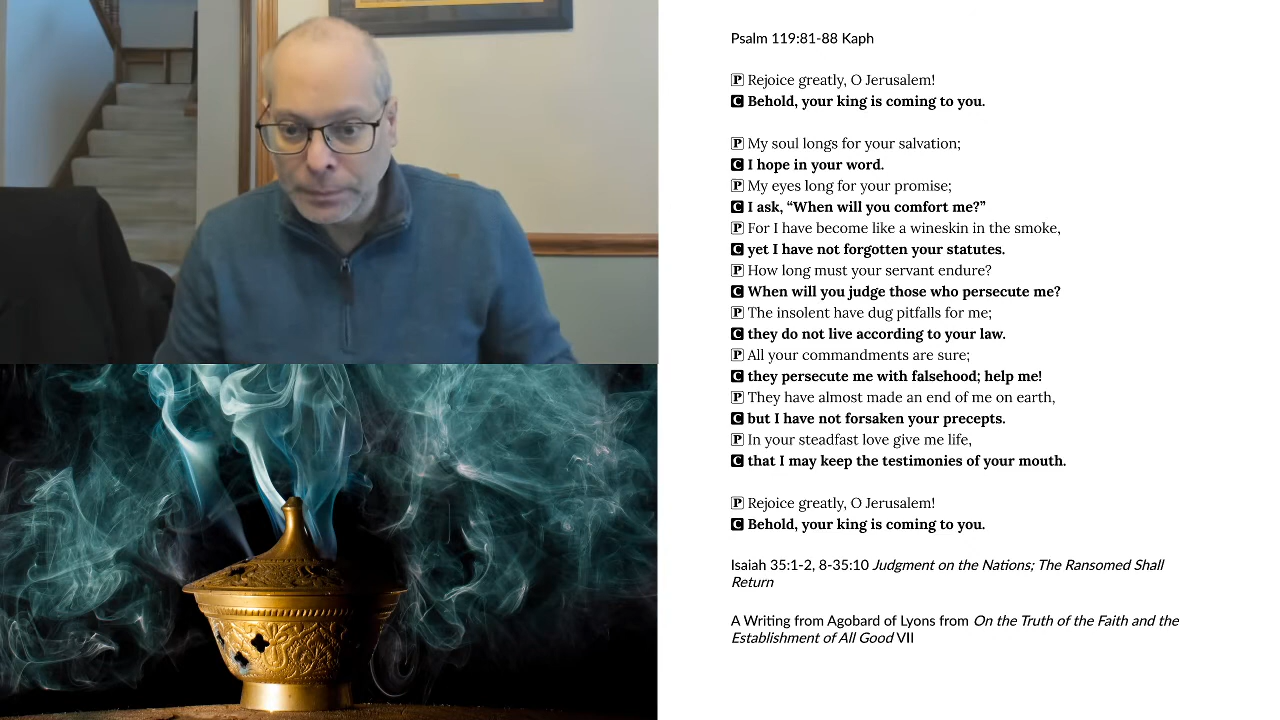 Psalm 119:81-88 Kaph
P Rejoice greatly, O Jerusalem!
C Behold, your king is coming to you.
P My soul longs for your salvation;
C I hope in your word.
P My eyes long for your promise;
C I ask, “When will you comfort me?”
P For I have become like a wineskin in the smoke,
C yet I have not forgotten your statutes.
P How long must your servant endure?
C When will you judge those who persecute me?
P The insolent have dug pitfalls for me;
C they do not live according to your law.
P All your commandments are sure;
C they persecute me with falsehood; help me!
P They have almost made an end of me on earth,
C but I have not forsaken your precepts.
P In your steadfast love give me life,
C that I may keep the testimonies of your mouth.
P Rejoice greatly, O Jerusalem!
C Behold, your king is coming to you.
Isaiah 35:1-2, 8-35:10 Judgment on the Nations; The Ransomed Shall
Return
A Writing from Agobard of Lyons from On the Truth of the Faith and the
Establishment of All Good VII